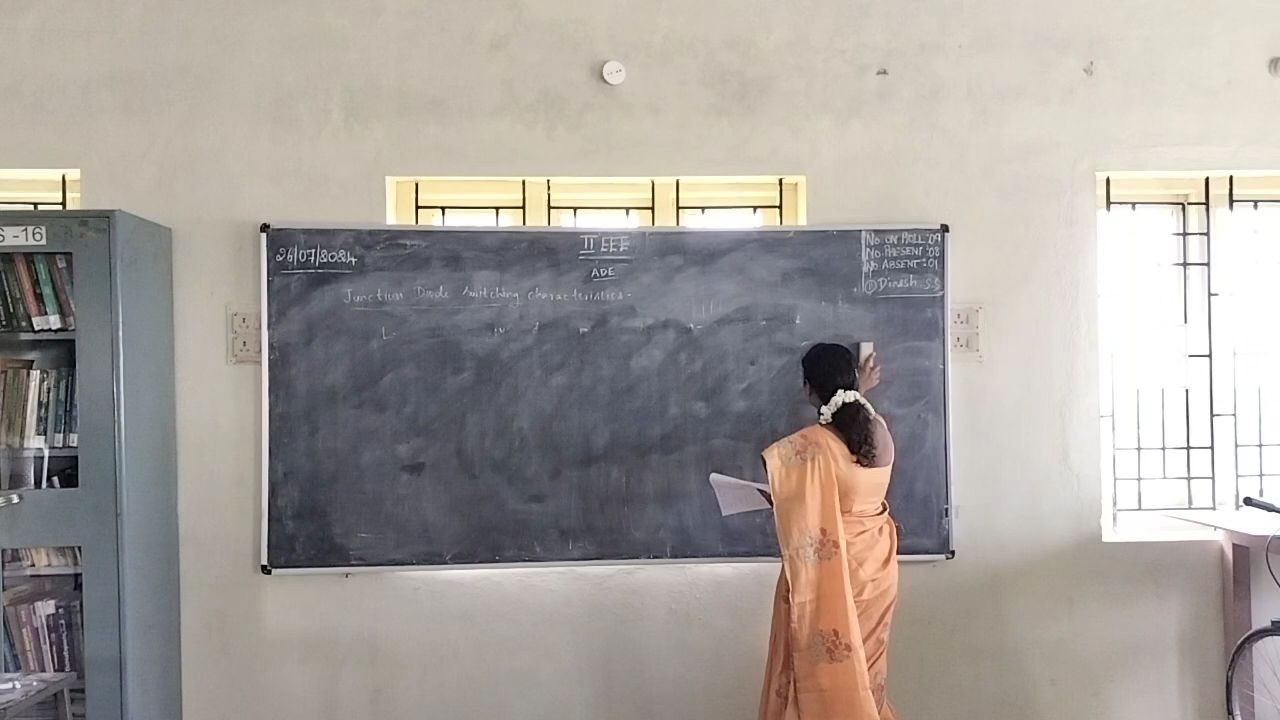 S -16
26/07/2024
II EEE
ADE
No. ON ROLL: 09
No. PRESENT: 08
No. ABSENT: 01
① Dinesh. S.S
Junction Diode Switching characteristics.